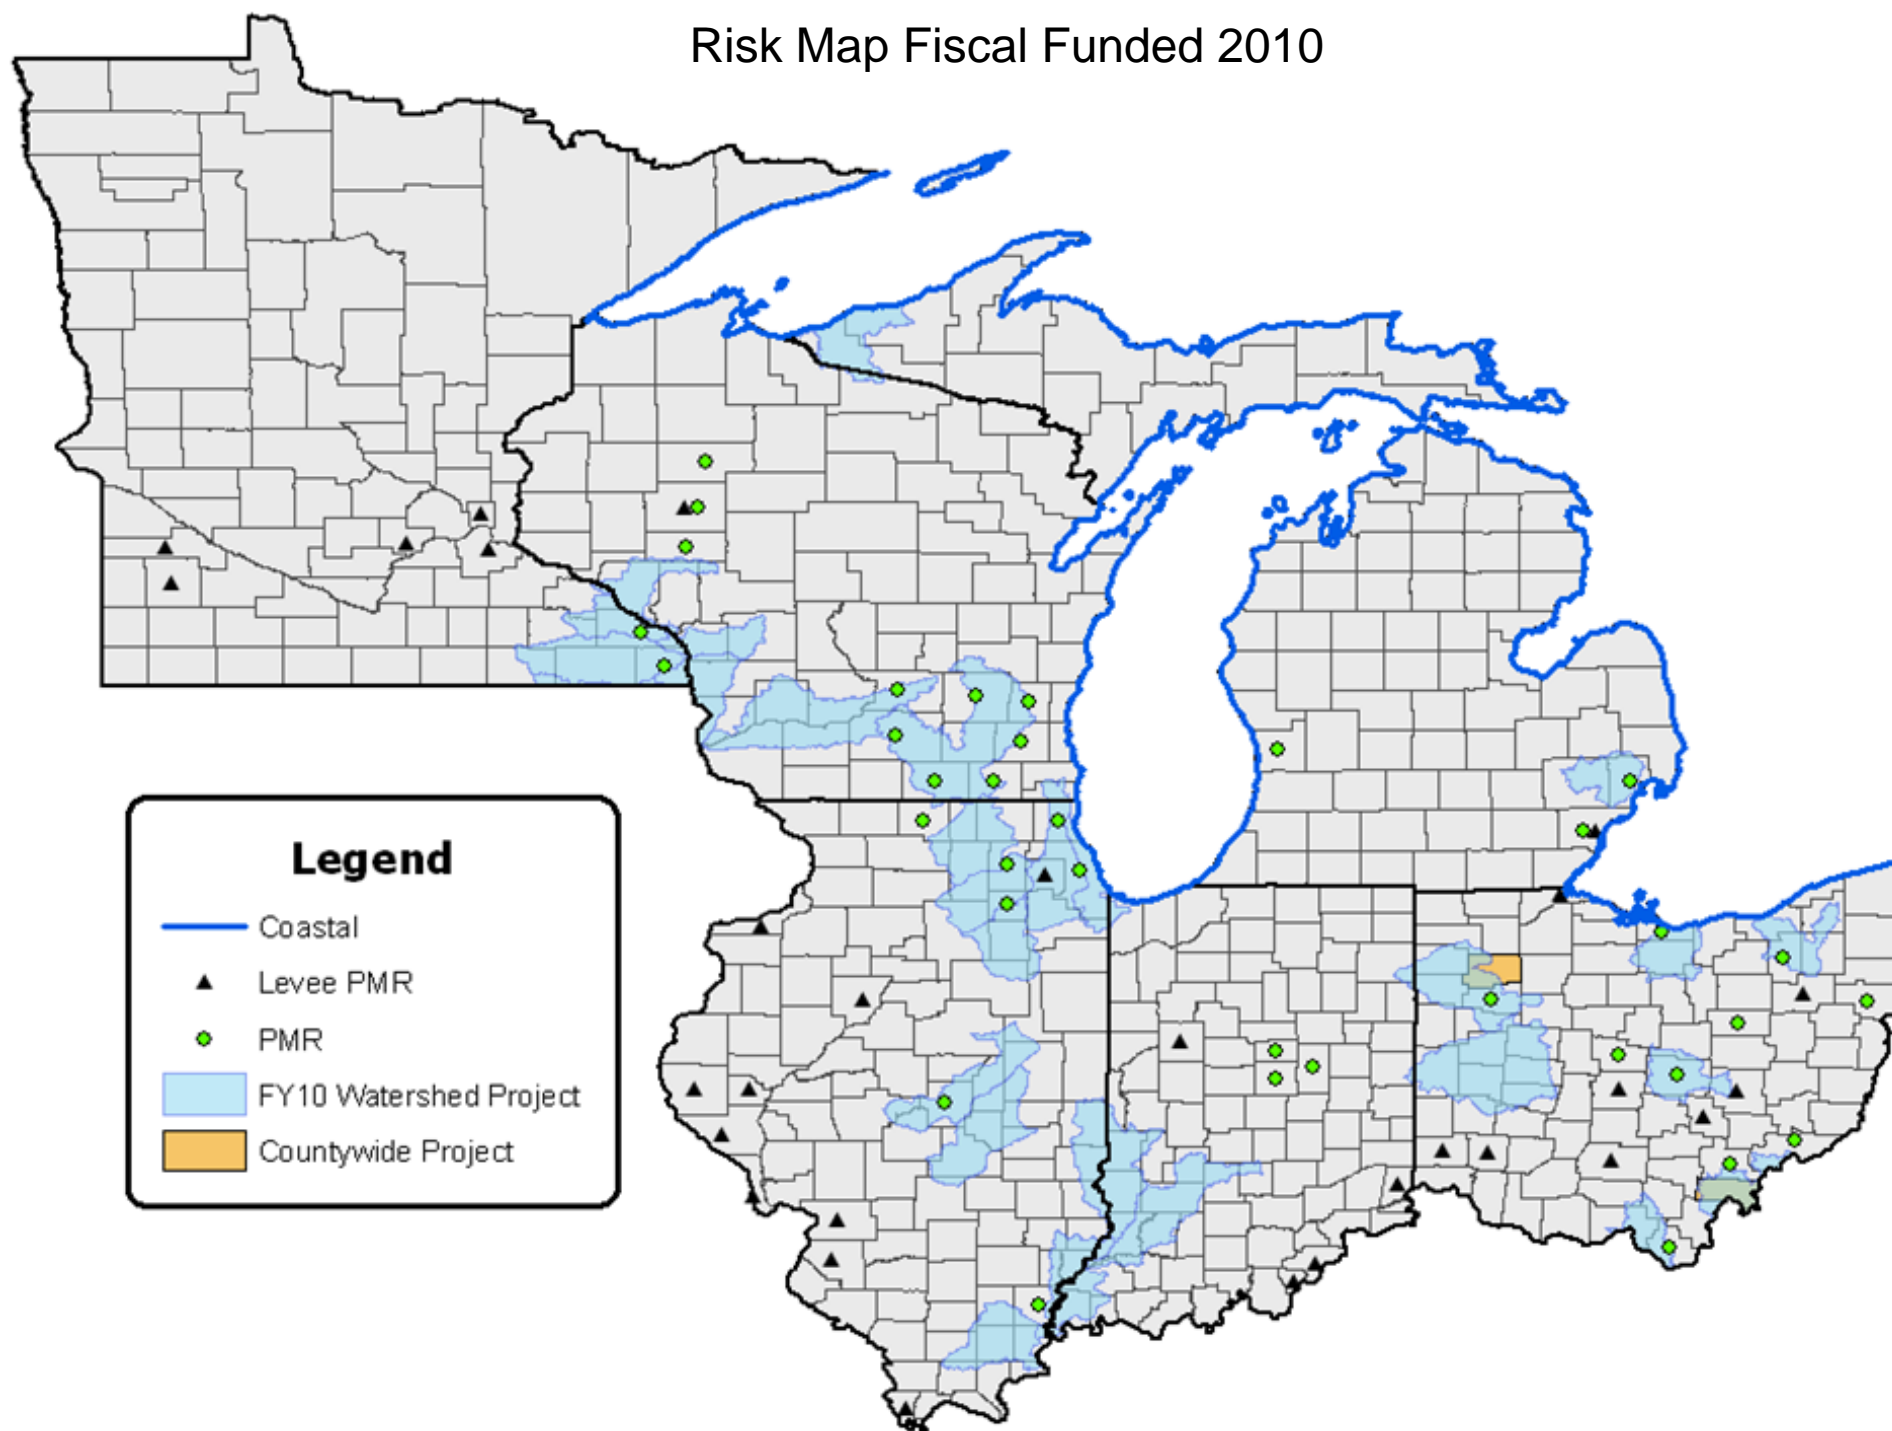 Risk Map Fiscal Funded 2010
Legend
Coastal
Levee PMR
PMR
FY10 Watershed Project
Countywide Project